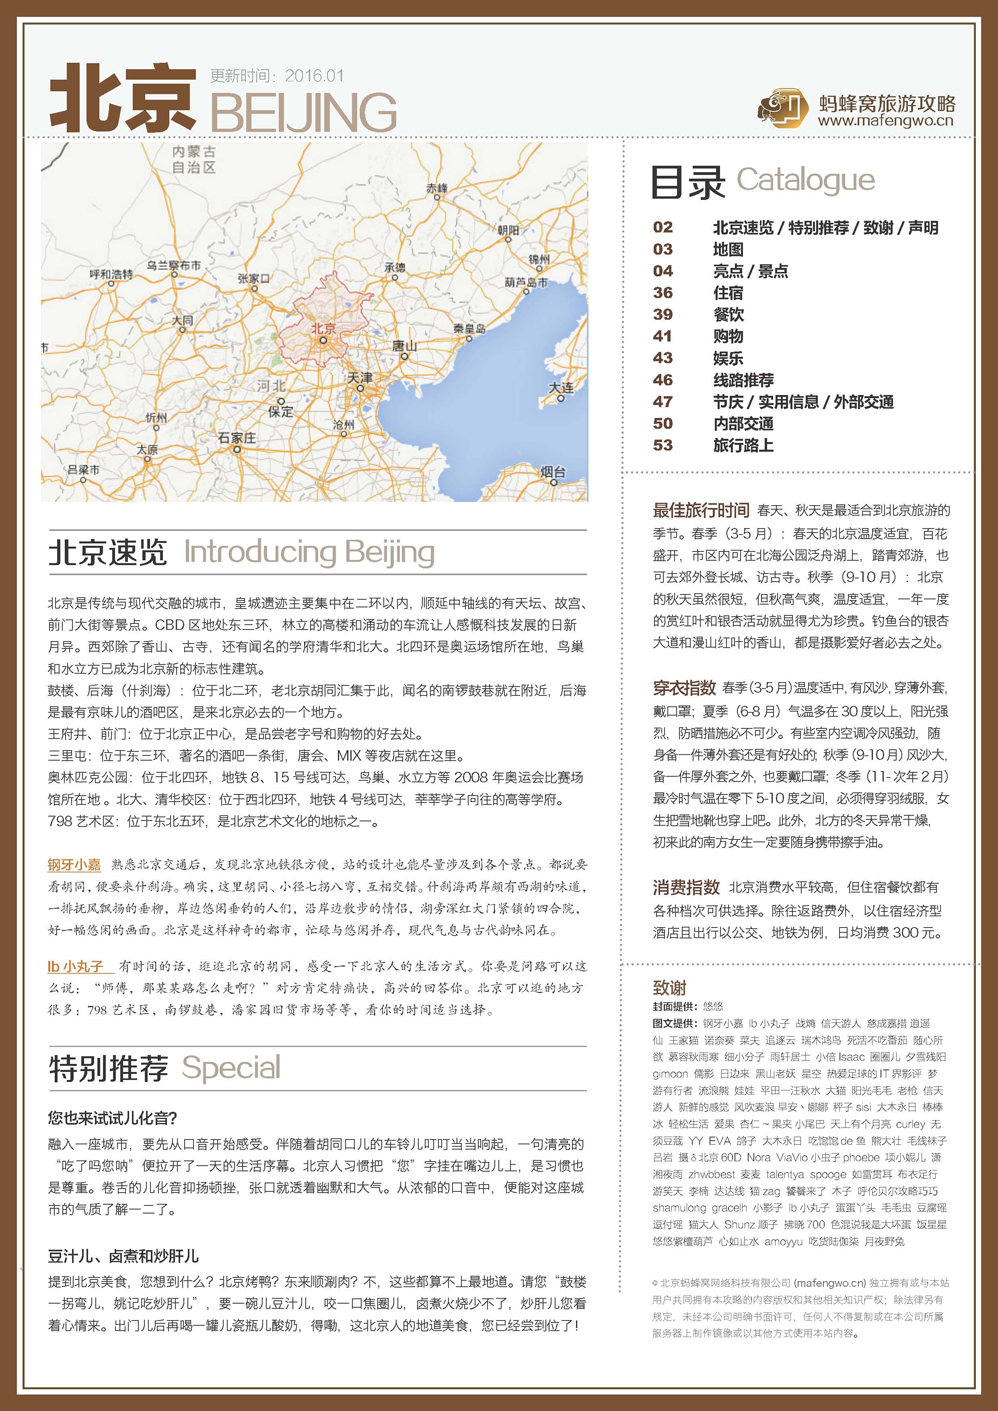 北京
更新时间：2016.01
BEIJING
蚂蜂窝旅游攻略
www.mafengwo.cn
内蒙古
自治区
赤峰
朝阳
锦州
葫芦岛市
承德
张家口
乌兰察布市
呼和浩特
大同
市
北京
秦皇岛
唐山
天津
大连
河北
保定
沧州
忻州
石家庄
太原
吕梁市
烟台
北京速览 Introducing Beijing
北京是传统与现代交融的城市，皇城遗迹主要集中在二环以内，顺延中轴线的有天坛、故宫、
前门大街等景点。CBD 区地处东三环，林立的高楼和涌动的车流让人感慨科技发展的日新
月异。西郊除了香山、古寺，还有闻名的学府清华和北大。北四环是奥运场馆所在地，鸟巢
和水立方已成为北京新的标志性建筑。
鼓楼、后海（什刹海）：位于北二环，老北京胡同汇集于此，闻名的南锣鼓巷就在附近，后海
是最有京味儿的酒吧区，是来北京必去的一个地方。
王府井、前门：位于北京正中心，是品尝老字号和购物的好去处。
三里屯：位于东三环，著名的酒吧一条街，唐会、MIX 等夜店就在这里。
奥林匹克公园：位于北四环，地铁 8、15 号线可达，鸟巢、水立方等 2008 年奥运会比赛场
馆所在地 。北大、清华校区：位于西北四环，地铁 4 号线可达，莘莘学子向往的高等学府。
798 艺术区：位于东北五环，是北京艺术文化的地标之一。
钢牙小嘉 熟悉北京交通后，发现北京地铁很方便，站的设计也能尽量涉及到各个景点。都说要
看胡同，便要来什刹海。确实，这里胡同、小径七拐八弯，互相交错。什刹海两岸颇有西湖的味道，
一排抚风飘扬的垂柳，岸边悠闲垂钓的人们，沿岸边散步的情侣，湖旁深红大门紧锁的四合院，
好一幅悠闲的画面。北京是这样神奇的都市，忙碌与悠闲并存，现代气息与古代韵味同在。
lb 小丸子 有时间的话，逛逛北京的胡同，感受一下北京人的生活方式。你要是问路可以这
么说：“师傅，那某某路怎么走啊？”对方肯定特痛快，高兴的回答你。北京可以逛的地方
很多：798 艺术区，南锣鼓巷，潘家园旧货市场等等，看你的时间适当选择。
特别推荐 Special
您也来试试儿化音？
融入一座城市，要先从口音开始感受。伴随着胡同口儿的车铃儿叮叮当当响起，一句清亮的
“吃了吗您呐”便拉开了一天的生活序幕。北京人习惯把“您”字挂在嘴边儿上，是习惯也
是尊重。卷舌的儿化音抑扬顿挫，张口就透着幽默和大气。从浓郁的口音中，便能对这座城
市的气质了解一二了。
豆汁儿、卤煮和炒肝儿
提到北京美食，您想到什么？北京烤鸭？东来顺涮肉？不，这些都算不上最地道。请您“鼓楼
一拐弯儿，姚记吃炒肝儿”，要一碗儿豆汁儿，咬一口焦圈儿，卤煮火烧少不了，炒肝儿您看
着心情来。出门儿后再喝一罐儿瓷瓶儿酸奶，得嘞，这北京人的地道美食，您已经尝到位了！
目录 Catalogue
02 北京速览 / 特别推荐 / 致谢 / 声明
03 地图
04 亮点 / 景点
36 住宿
39 餐饮
41 购物
43 娱乐
46 线路推荐
47 节庆 / 实用信息 / 外部交通
50 内部交通
53 旅行路上
最佳旅行时间 春天、秋天是最适合到北京旅游的
季节。春季（3-5 月）：春天的北京温度适宜，百花
盛开，市区内可在北海公园泛舟湖上，踏青郊游，也
可去郊外登长城、访古寺。秋季（9-10 月）：北京
的秋天虽然很短，但秋高气爽，温度适宜，一年一度
的赏红叶和银杏活动就显得尤为珍贵。钓鱼台的银杏
大道和漫山红叶的香山，都是摄影爱好者必去之处。
穿衣指数 春季（3-5 月）温度适中，有风沙，穿薄外套，
戴口罩；夏季（6-8 月）气温多在 30 度以上，阳光强
烈，防晒措施必不可少。有些室内空调冷风强劲，随
身备一件薄外套还是有好处的；秋季（9-10 月）风沙大，
备一件厚外套之外，也要戴口罩；冬季（11- 次年 2 月）
最冷时气温在零下 5-10 度之间，必须得穿羽绒服，女
生把雪地靴也穿上吧。此外，北方的冬天异常干燥，
初来此的南方女生一定要随身携带擦手油。
消费指数 北京消费水平较高，但住宿餐饮都有
各种档次可供选择。除往返路费外，以住宿经济型
酒店且出行以公交、地铁为例，日均消费 300 元。
致谢
封面提供：悠悠
图文提供：钢牙小嘉 lb 小丸子 战熵 信天游人 慈成嘉措 逍遥
仙 王家猫 诺奈葵 菜夫 追逐云 瑞木鸿鸟 死活不吃番茄 随心所
欲 慕容秋雨寒 细小分子 雨轩居士 小倍 Isaac 圈圈儿 夕雪残阳
gimoon 儒影 日边来 黑山老妖 星空 热爱足球的 IT 界影评 梦
游有行者 流浪熊 娃娃 平田一汪秋水 大猫 阳光毛毛 老枪 信天
游人 新鲜的感觉 风吹麦浪 早安丶娜娜 秤子 sisi 大木永日 棒棒
冰 轻松生活 爱果 杏仁～果夫 小尾巴 天上有个月亮 curley 无
须豆蔻 YY EVA 鸽子 大木永日 吃饱饱 de 鱼 熊大壮 毛线袜子
吕岩 摄δ北京 60D Nora ViaVio 小虫子 phoebe 项小妮儿 潇
湘夜雨 zhwbbest 麦麦 talentya spooge 如雷贯耳 布衣足行
游笑天 李楠 达达线 猫 zag 饕餮来了 木子 呼伦贝尔攻略巧巧
shamulong gracelh 小影子 lb 小丸子 蛋蛋丫头 毛毛虫 豆腐瑶
逗付瑶 猫大人 Shunz 顺子 拂晓 700 色混说我是大坏蛋 饭星星
悠悠紫檀葫芦 心如止水 amoyyu 吃货陆伽柒 月夜野兔
© 北京蚂蜂窝网络科技有限公司 (mafengwo.cn) 独立拥有或与本站
用户共同拥有本攻略的内容版权和其他相关知识产权；除法律另有
规定，未经本公司明确书面许可，任何人不得复制或在本公司所属
服务器上制作镜像或以其他方式使用本站内容。